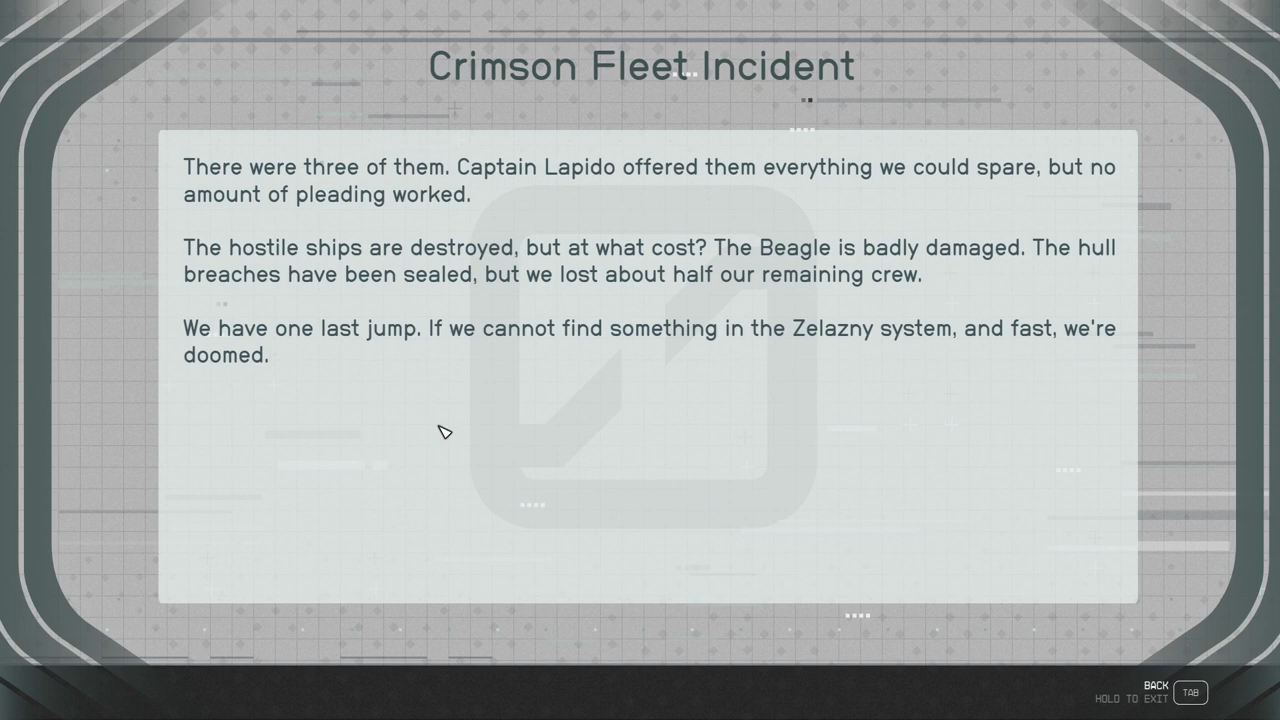 Crimson Fleet Incident
There were three of them. Captain Lapido offered them everything we could spare, but no
amount of pleading worked.
The hostile ships are destroyed, but at what cost? The Beagle is badly damaged. The hull
breaches have been sealed, but we lost about half our remaining crew.
We have one last jump. If we cannot find something in the Zelazny system, and fast, we're
doomed.
BACK
HOLD TO EXIT
TAB